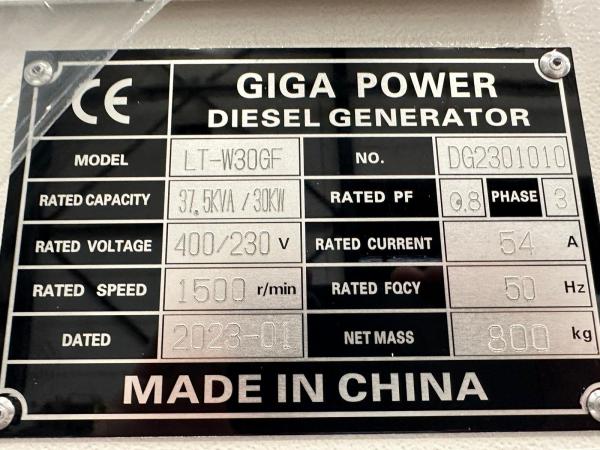 CE
GIGA POWER
DIESEL GENERATOR
MODEL LT-W30GF NO. DG2301010
RATED CAPACITY 37.5KVA/30KW RATED PF 0.8 PHASE 3
RATED VOLTAGE 400/230 V RATED CURRENT 54 A
RATED SPEED 1500 r/min RATED FQCY 50 Hz
DATED 2023-01 NET MASS 800 kg
MADE IN CHINA